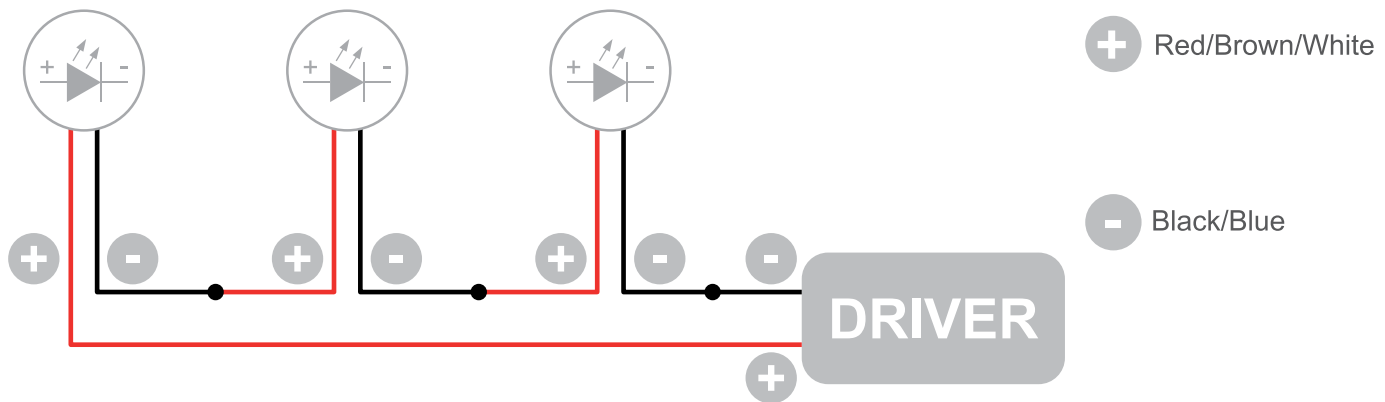 + - + - + -
+ Red/Brown/White
+ - + - + - -
- Black/Blue
DRIVER
+